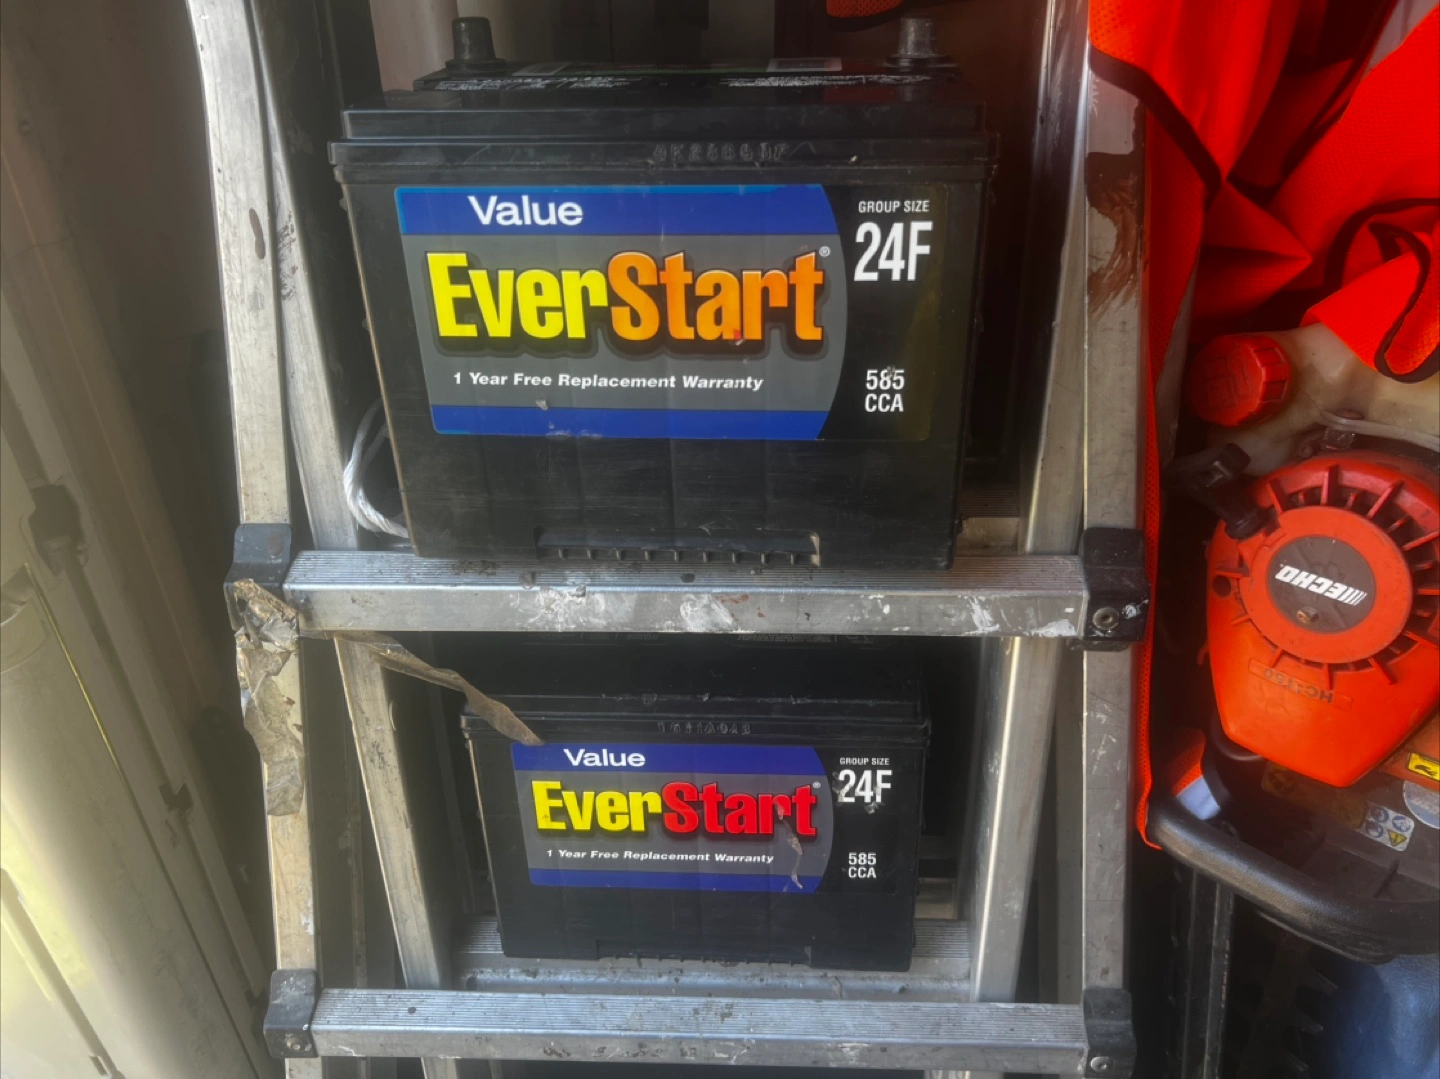 Value
EverStart®
1 Year Free Replacement Warranty
GROUP SIZE
24F
585
CCA
Value
EverStart®
1 Year Free Replacement Warranty
GROUP SIZE
24F
585
CCA
ECHO